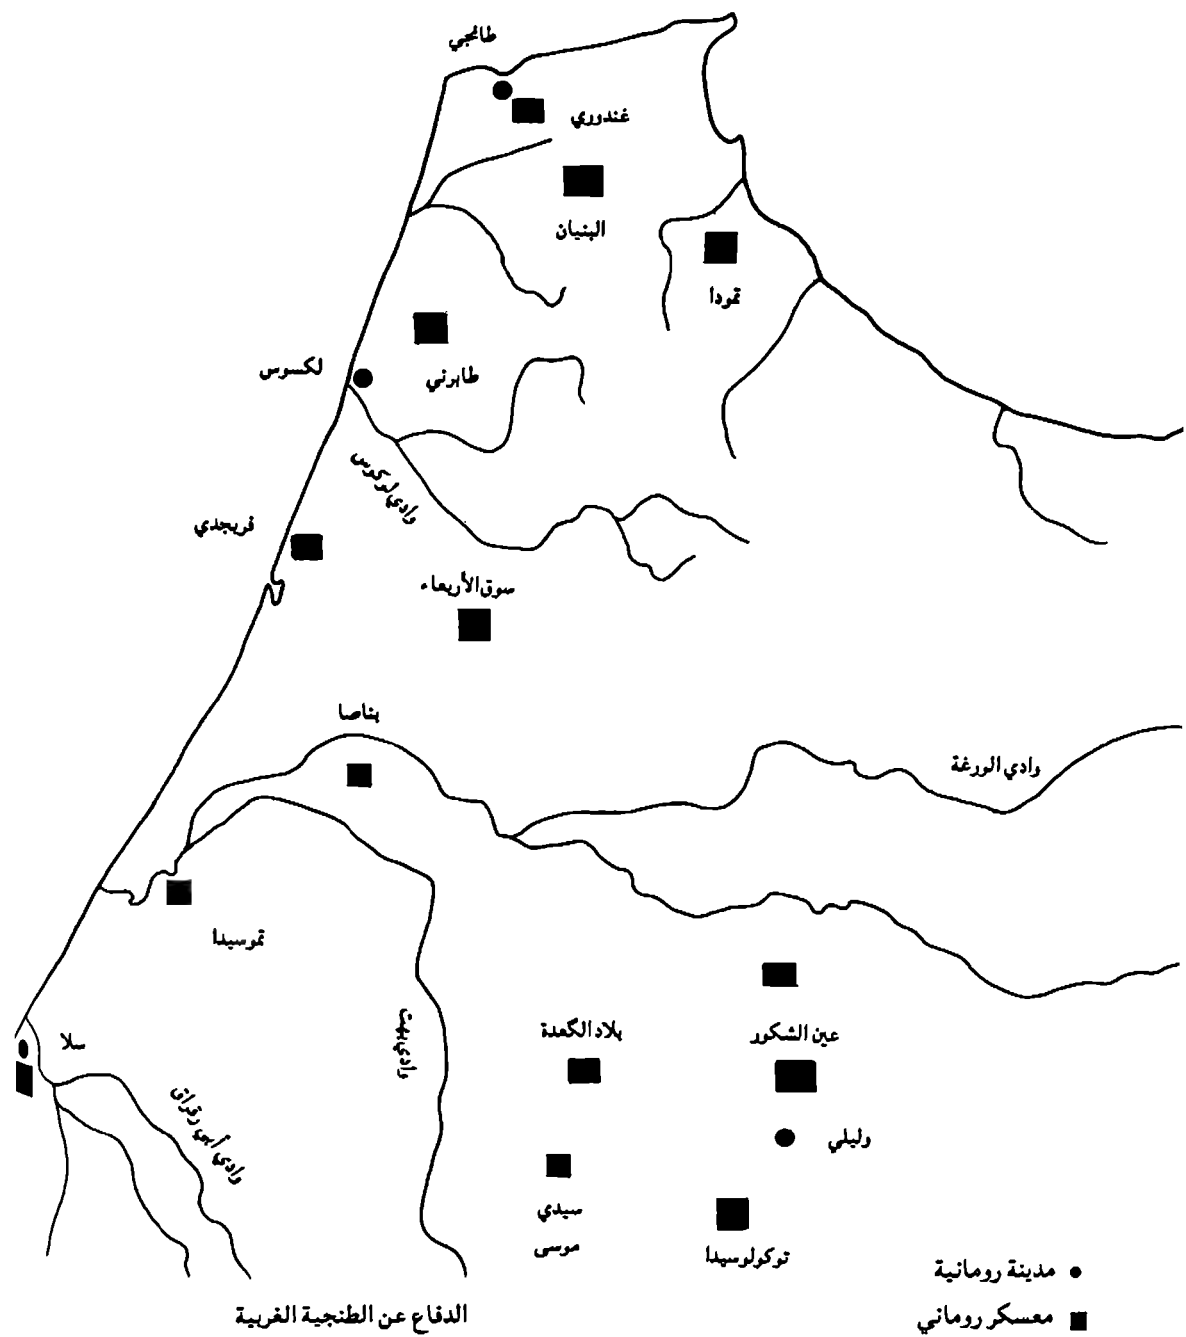 طانجي
غندوري
البنيان
تمودا
طابرني
لكسوس
وادي لوكوس
فريجدي
سوق الأربعاء
بناصا
وادي الورغة
تموسيدا
وادي بهت
سلا
وادي أبي رقراق
بلاد الگعدة
عين الشكور
وليلي
سيدي
موسى
توكولوسيدا
مدينة رومانية
معسكر روماني
الدفاع عن الطنجية الغربية